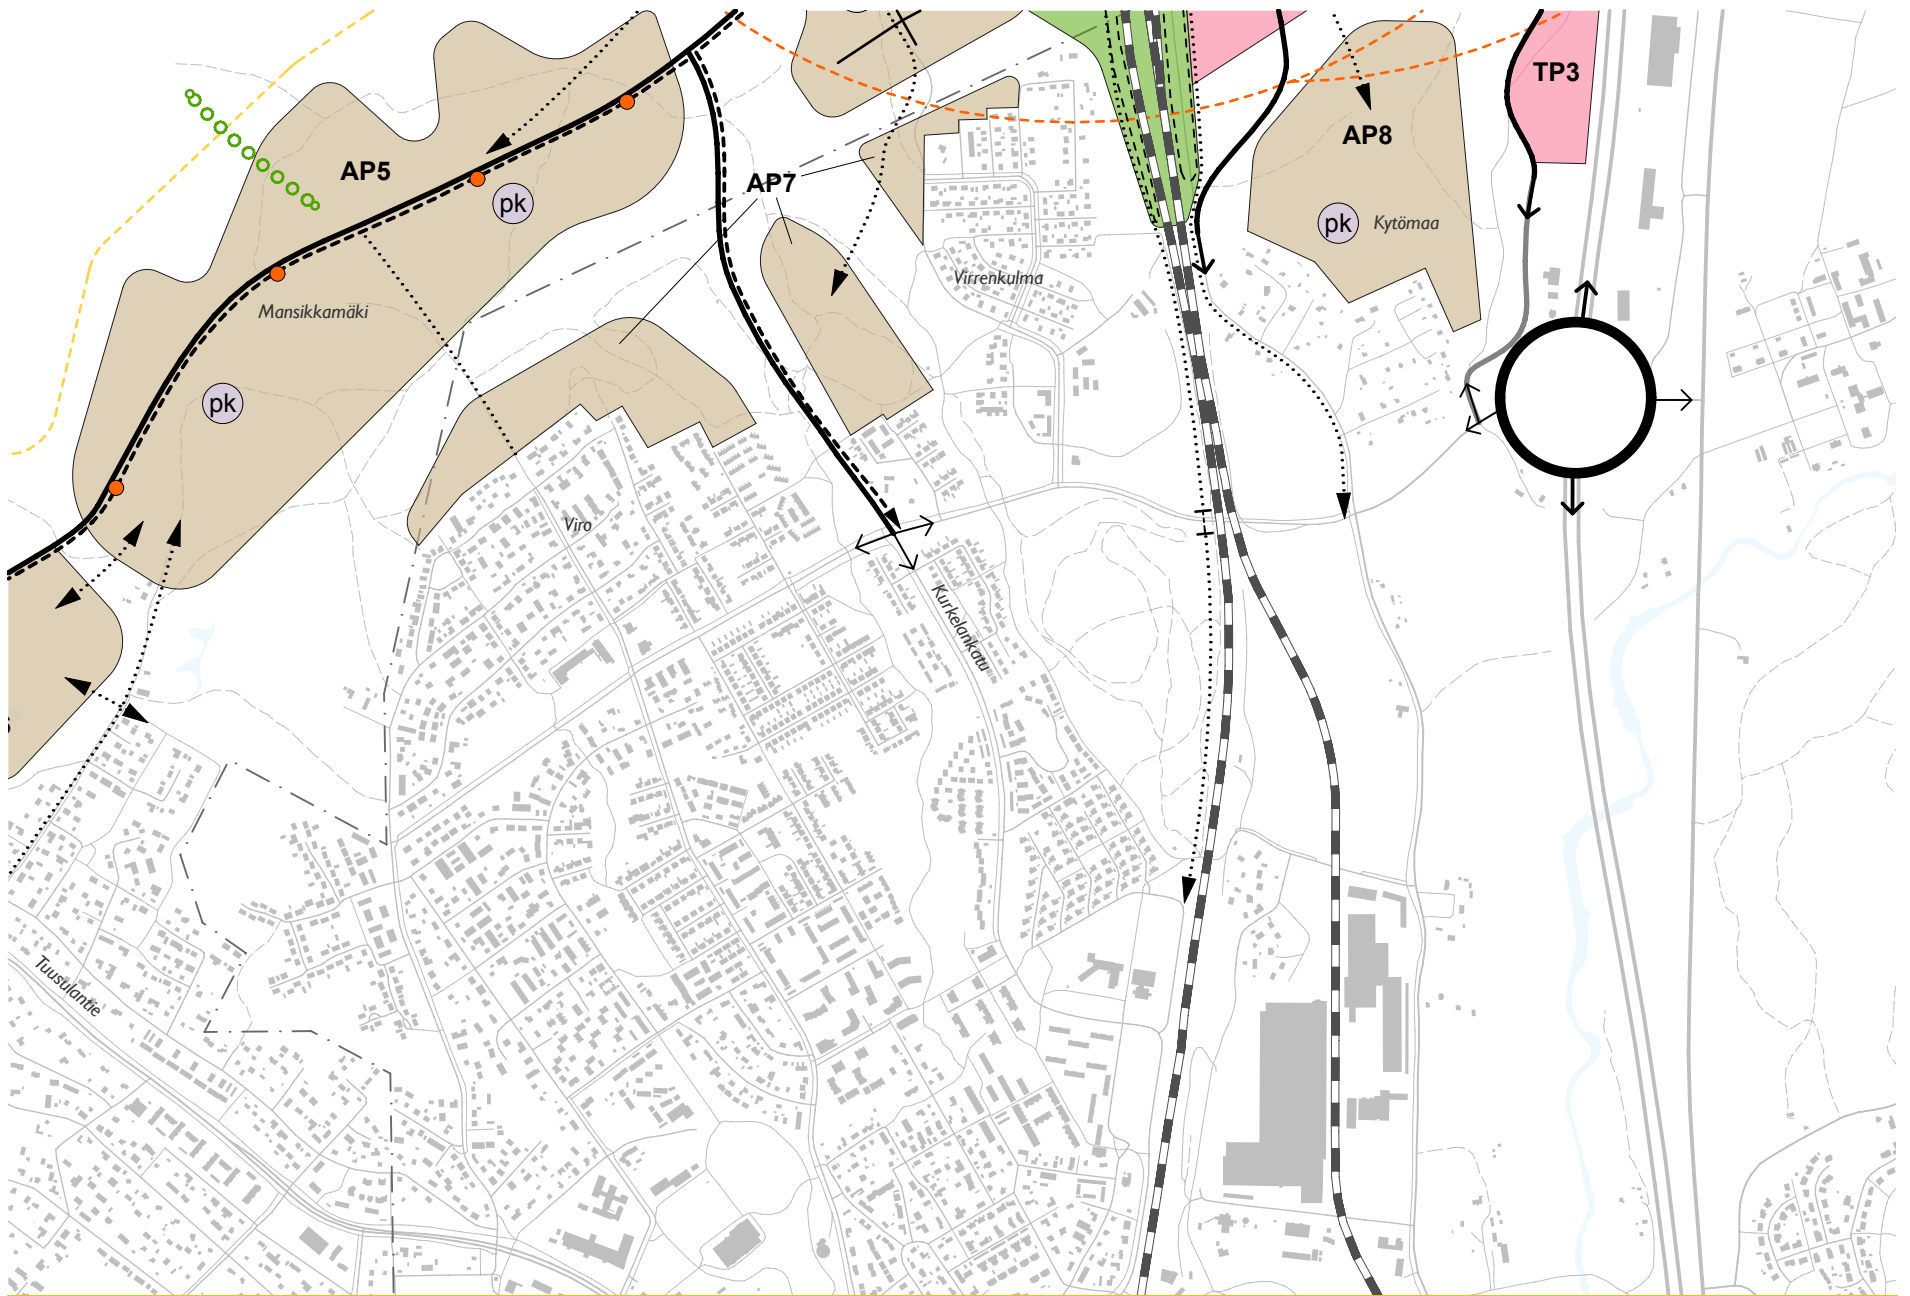 TP3
AP8
AP5
AP7
pk
pk
Kytömaa
Virrenkulma
Mansikkamäki
pk
Viro
Kurkelankatu
Tuusulantie